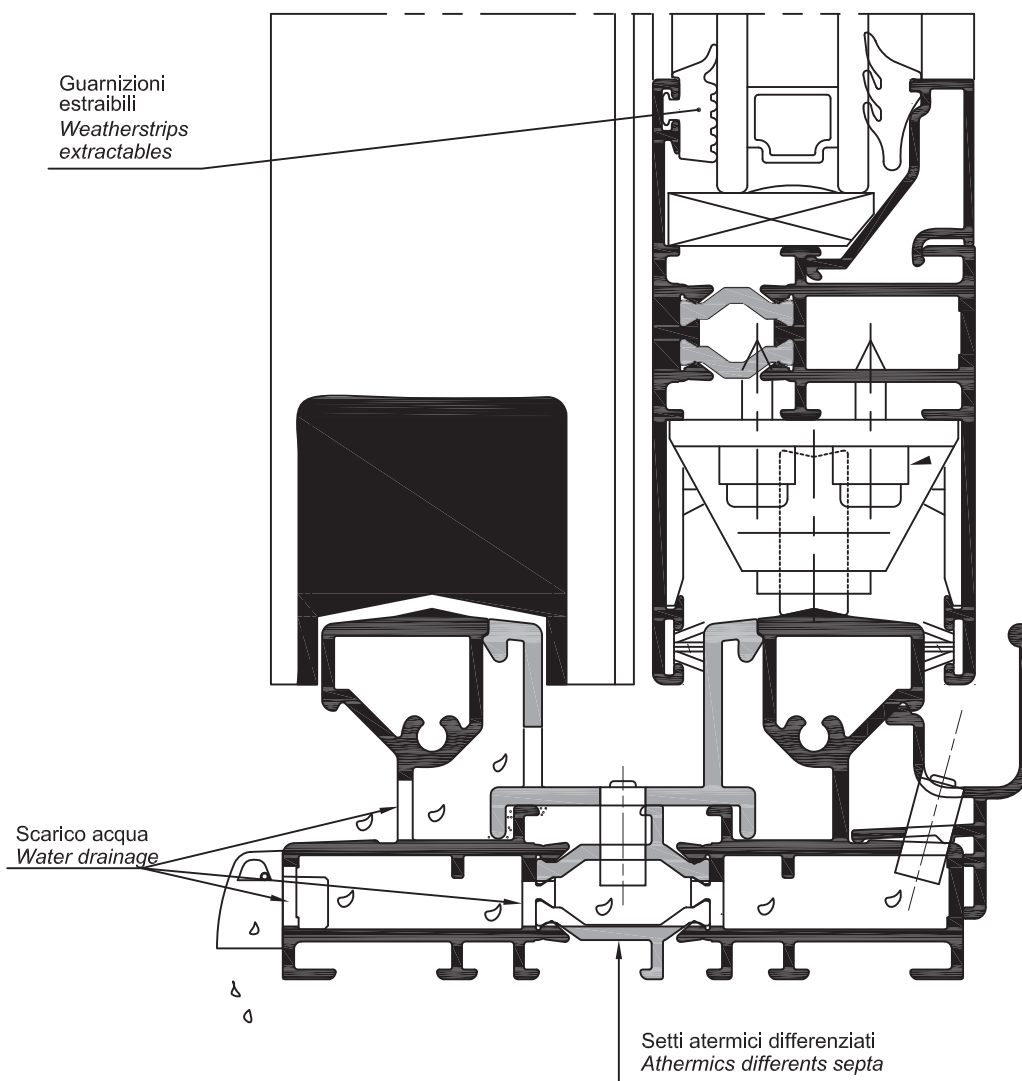 Guarnizioni
estraibili
Weatherstrips
extractables
Scarico acqua
Water drainage
Setti atermici differenziati
Athermics differents septa